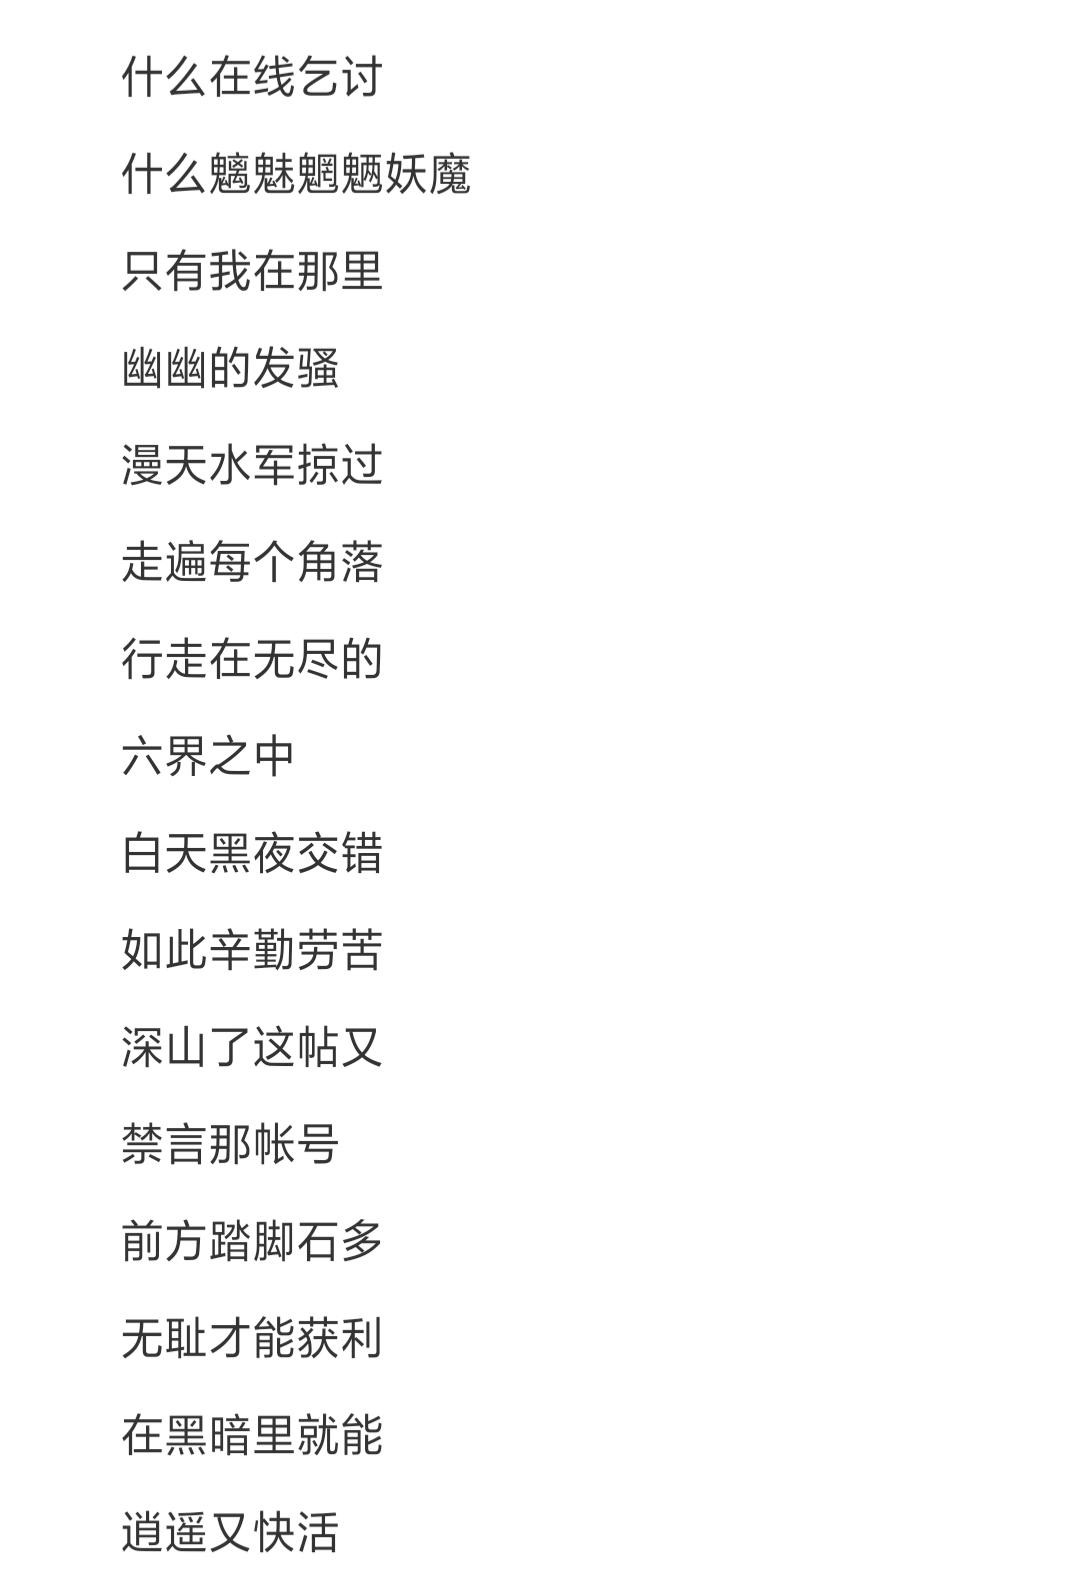 什么在线乞讨
什么魑魅魍魉妖魔
只有我在那里
幽幽的发骚
漫天水军掠过
走遍每个角落
行走在无尽的
六界之中
白天黑夜交错
如此辛勤劳苦
深山了这帖又
禁言那帐号
前方踏脚石多
无耻才能获利
在黑暗里就能
逍遥又快活